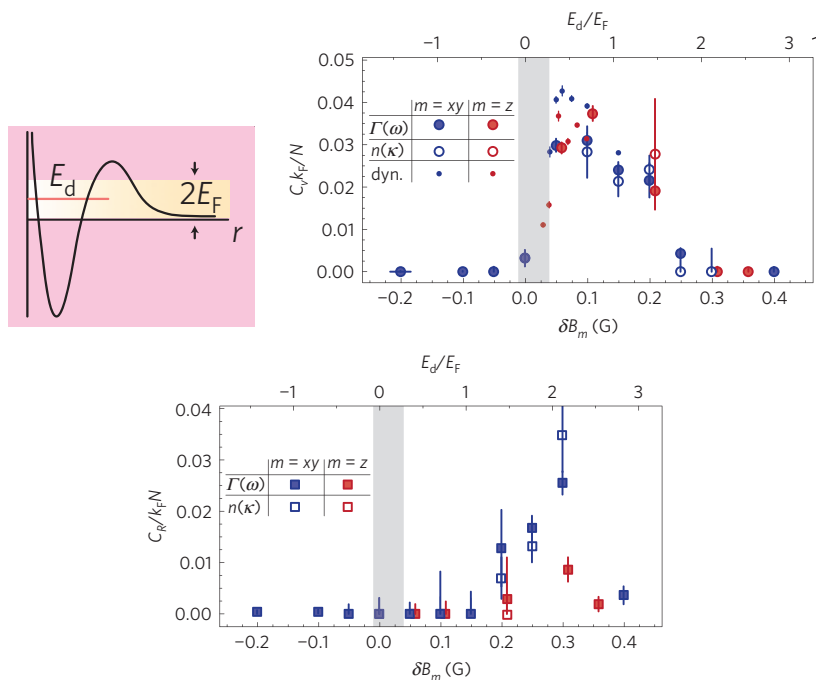 E_d
2E_F
r
E_d/E_F
−1 0 1 2 3
0.05
0.04
0.03
0.02
0.01
0.00
C_v k_F/N
m = xy m = z
Γ(ω)
n(κ)
dyn.
−0.2 −0.1 0.0 0.1 0.2 0.3 0.4
δB_m (G)
E_d/E_F
−1 0 1 2 3
0.04
0.03
0.02
0.01
0.00
C_R/k_F N
m = xy m = z
Γ(ω)
n(κ)
−0.2 −0.1 0.0 0.1 0.2 0.3 0.4
δB_m (G)